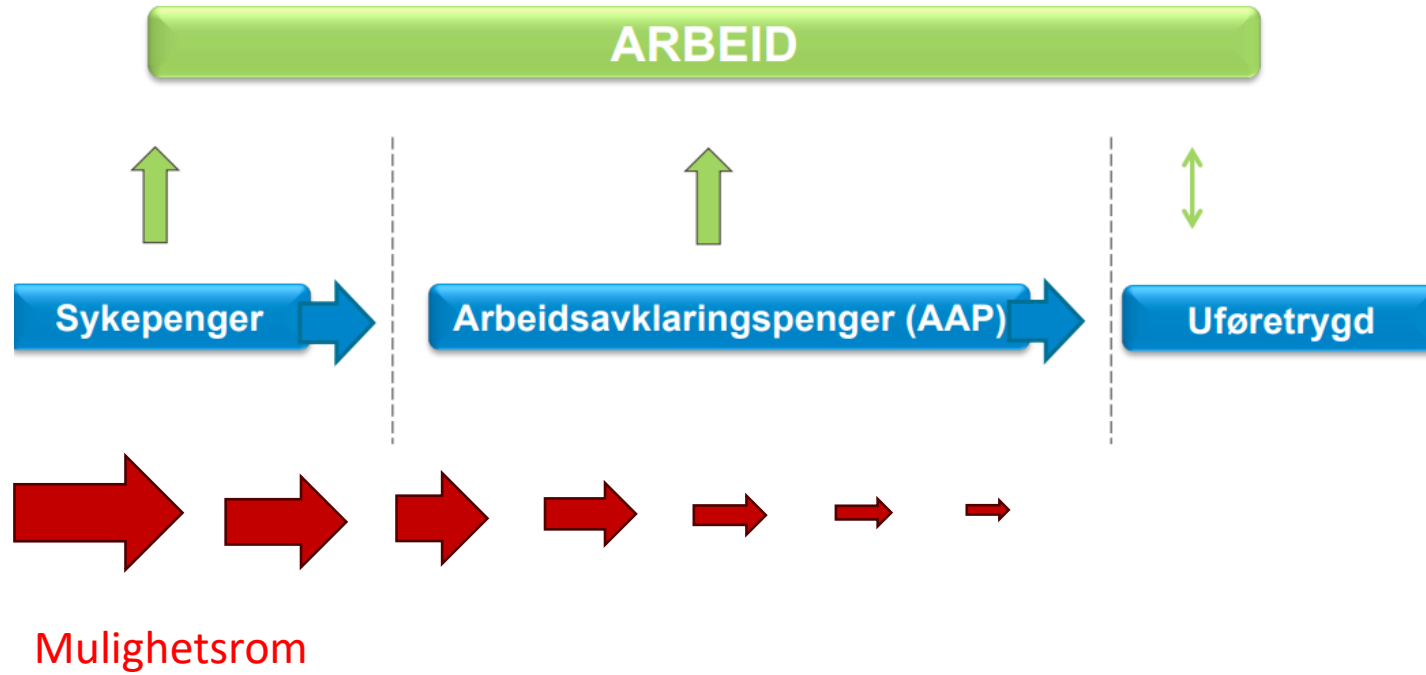 ARBEID
Sykepenger
Arbeidsavklaringspenger (AAP)
Uføretrygd
Mulighetsrom